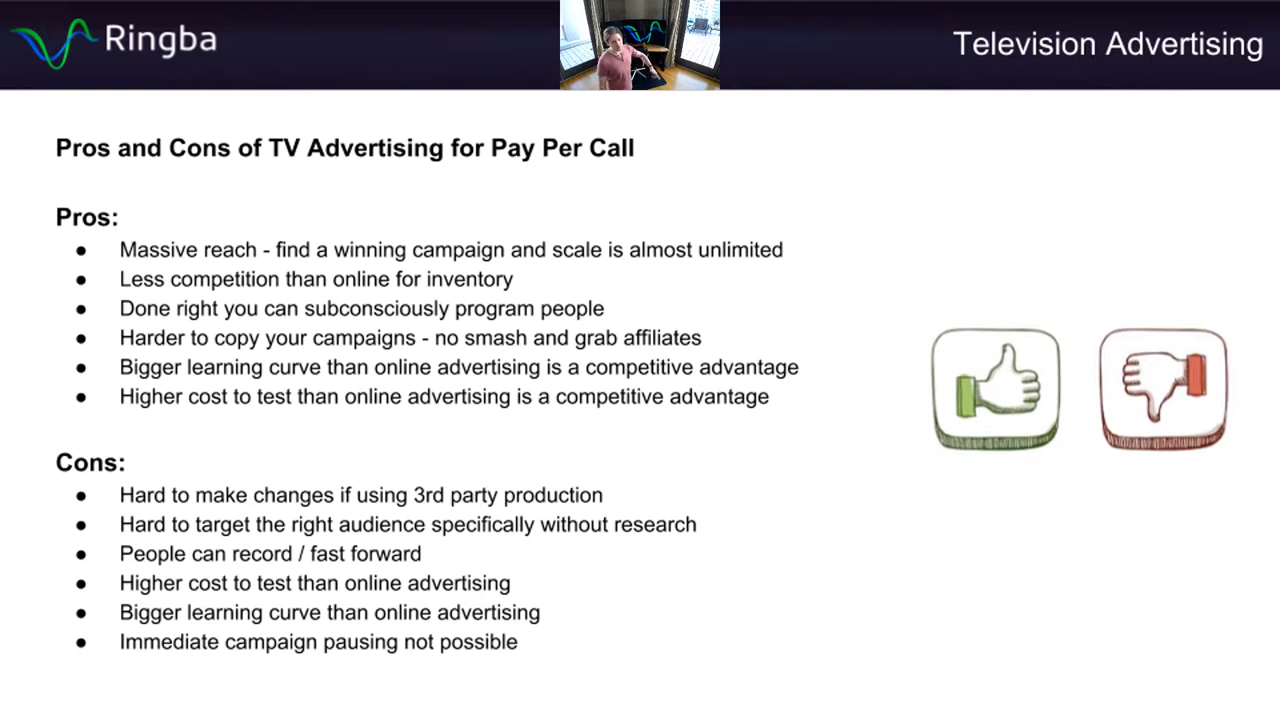 Ringba
Television Advertising
Pros and Cons of TV Advertising for Pay Per Call
Pros:
● Massive reach - find a winning campaign and scale is almost unlimited
● Less competition than online for inventory
● Done right you can subconsciously program people
● Harder to copy your campaigns - no smash and grab affiliates
● Bigger learning curve than online advertising is a competitive advantage
● Higher cost to test than online advertising is a competitive advantage
Cons:
● Hard to make changes if using 3rd party production
● Hard to target the right audience specifically without research
● People can record / fast forward
● Higher cost to test than online advertising
● Bigger learning curve than online advertising
● Immediate campaign pausing not possible